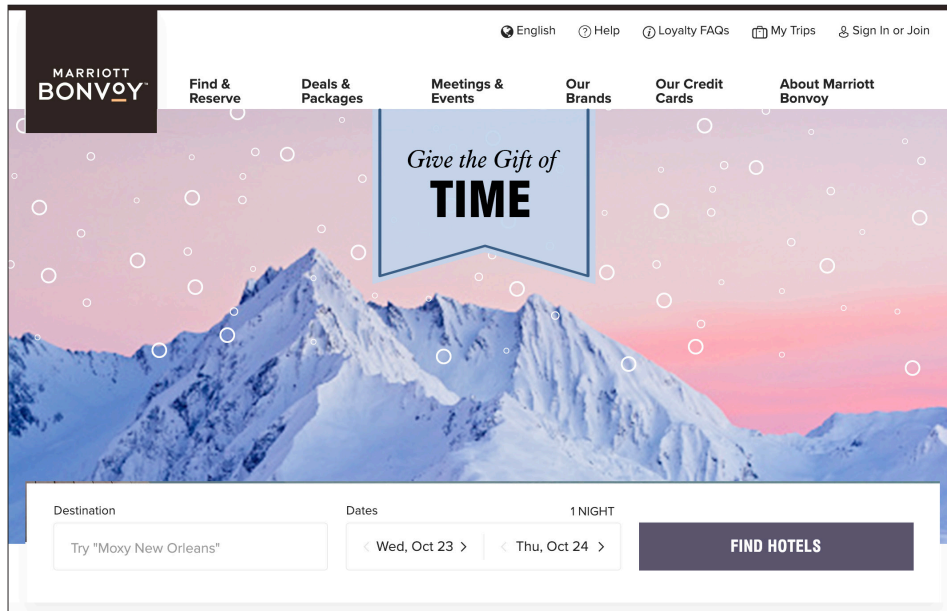 English
Help
Loyalty FAQs
My Trips
Sign In or Join
MARRIOTT
BONVOY™
Find &
Reserve
Deals &
Packages
Meetings &
Events
Our
Brands
Our Credit
Cards
About Marriott
Bonvoy
Give the Gift of
TIME
Destination
Dates
1 NIGHT
Try "Moxy New Orleans"
Wed, Oct 23
Thu, Oct 24
FIND HOTELS